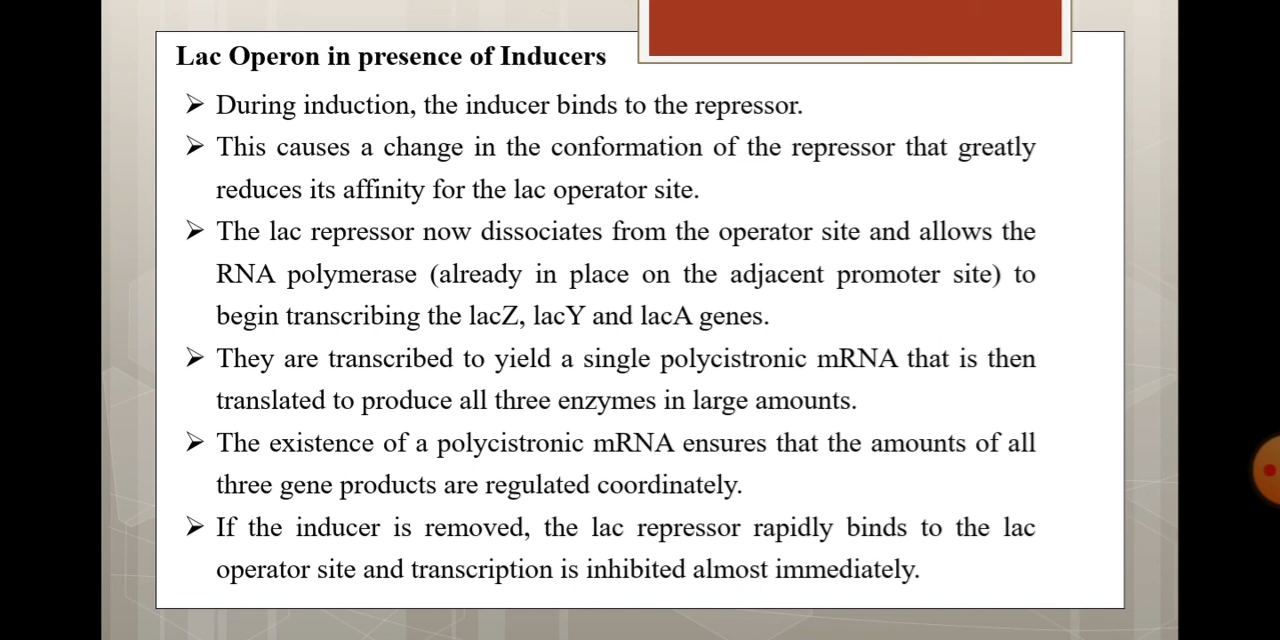 Lac Operon in presence of Inducers
➢ During induction, the inducer binds to the repressor.
➢ This causes a change in the conformation of the repressor that greatly
reduces its affinity for the lac operator site.
➢ The lac repressor now dissociates from the operator site and allows the
RNA polymerase (already in place on the adjacent promoter site) to
begin transcribing the lacZ, lacY and lacA genes.
➢ They are transcribed to yield a single polycistronic mRNA that is then
translated to produce all three enzymes in large amounts.
➢ The existence of a polycistronic mRNA ensures that the amounts of all
three gene products are regulated coordinately.
➢ If the inducer is removed, the lac repressor rapidly binds to the lac
operator site and transcription is inhibited almost immediately.